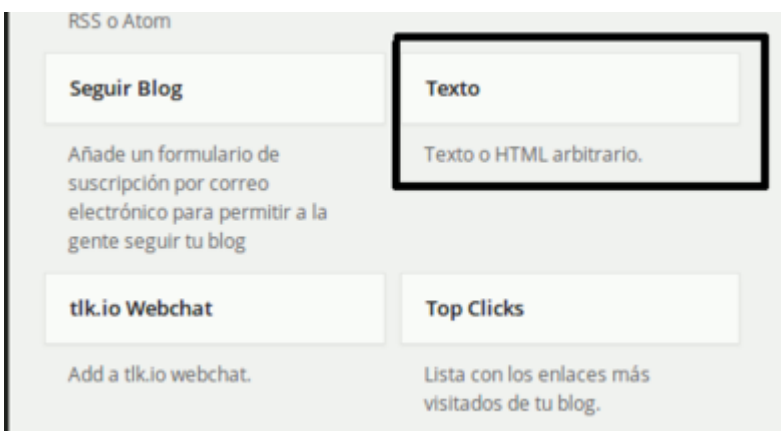 RSS o Atom
Seguir Blog
Añade un formulario de
suscripción por correo
electrónico para permitir a la
gente seguir tu blog
Texto
Texto o HTML arbitrario.
tlk.io Webchat
Add a tlk.io webchat.
Top Clicks
Lista con los enlaces más
visitados de tu blog.